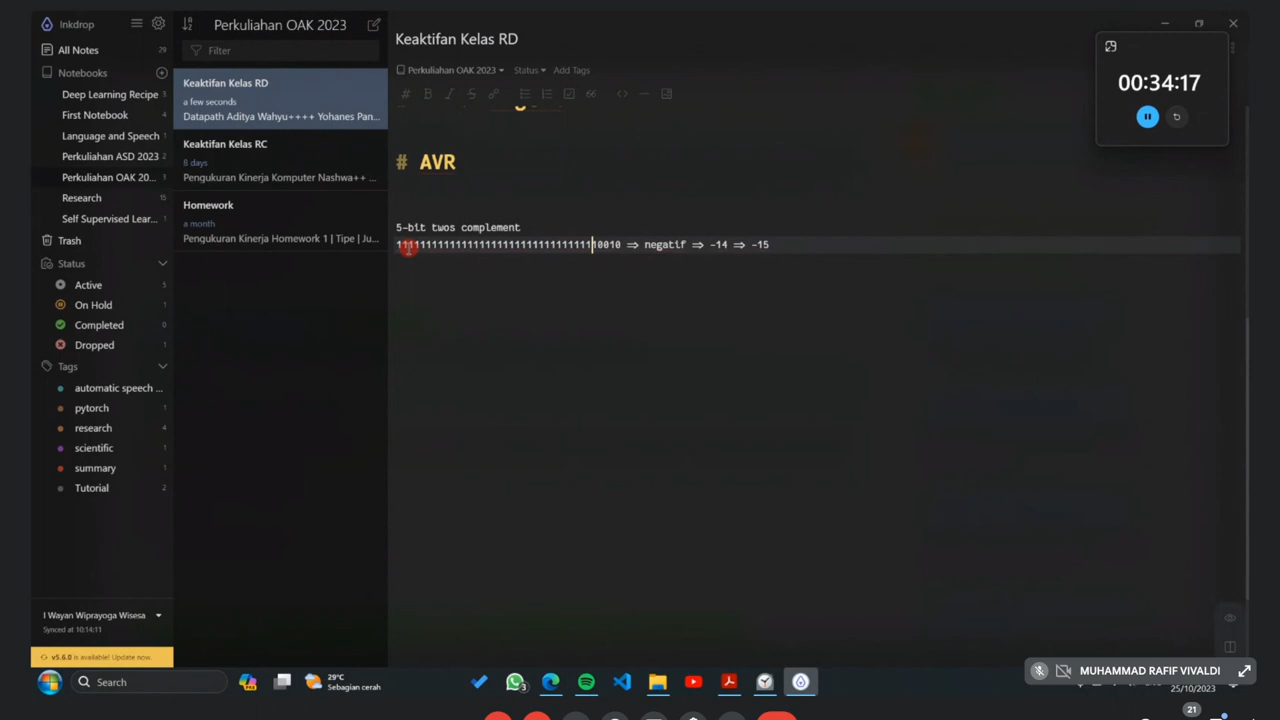 Inkdrop
All Notes 29
Notebooks
Deep Learning Recipe 3
First Notebook 4
Language and Speech 1
Perkuliahan ASD 2023 1
Perkuliahan OAK 20...
Research 15
Self Supervised Lear...
Trash
Status
Active 5
On Hold 1
Completed 0
Dropped 1
Tags
automatic speech ...
pytorch 1
research 4
scientific 1
summary 1
Tutorial 2
I Wayan Wiprayoga Wisesa
Synced at 10:14:11
v5.6.0 is available! Update now.
Perkuliahan OAK 2023
Filter
Keaktifan Kelas RD
a few seconds
Datapath Aditya Wahyu++++ Yohanes Pan...
Keaktifan Kelas RC
8 days
Pengukuran Kinerja Komputer Nashwa++ ...
Homework
a month
Pengukuran Kinerja Homework 1 | Tipe | Ju...
Keaktifan Kelas RD
Perkuliahan OAK 2023 Status Add Tags
# AVR
5-bit twos complement
=> negatif => -14 => -15
00:34:17
MUHAMMAD RAFIF VIVALDI
Search
3
29°C
Sebagian cerah
25/10/2023
21